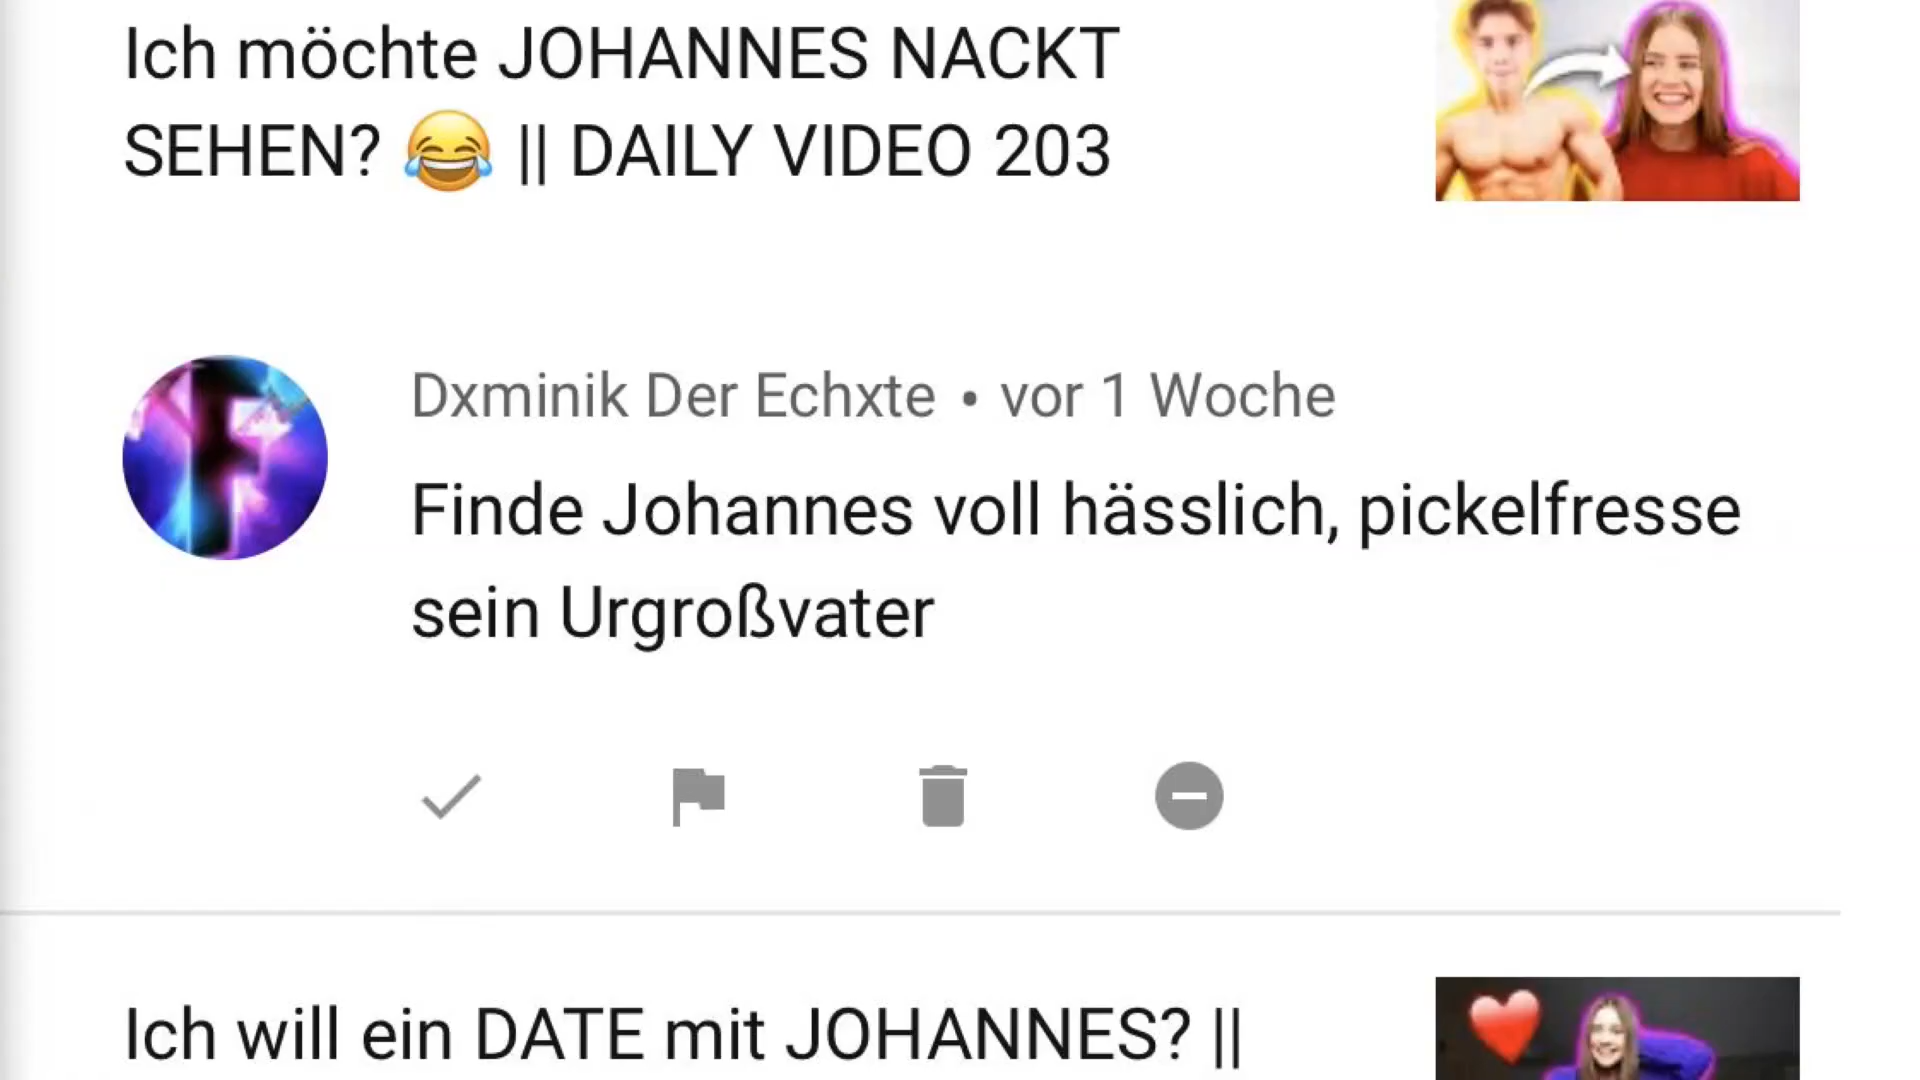 Ich möchte JOHANNES NACKT
SEHEN? 😂 || DAILY VIDEO 203
Dxminik Der Echxte • vor 1 Woche
Finde Johannes voll hässlich, pickelfresse
sein Urgroßvater
Ich will ein DATE mit JOHANNES? ||